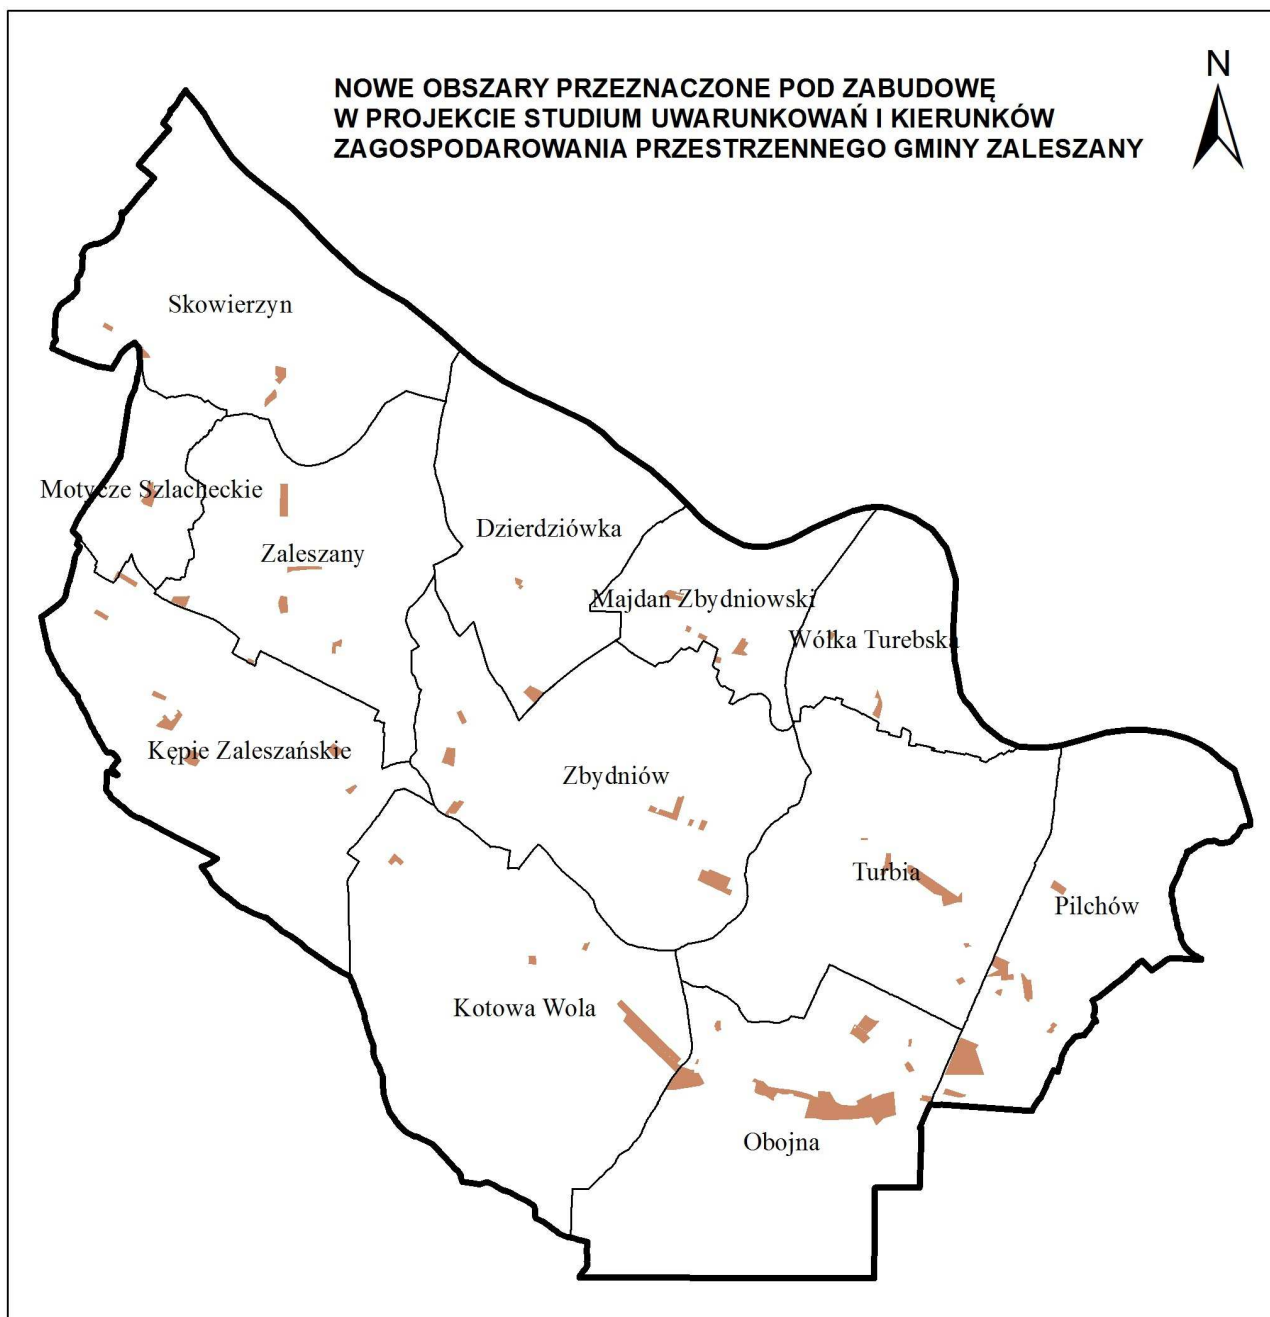 N
NOWE OBSZARY PRZEZNACZONE POD ZABUDOWĘ
W PROJEKCIE STUDIUM UWARUNKOWAŃ I KIERUNKÓW
ZAGOSPODAROWANIA PRZESTRZENNEGO GMINY ZALESZANY
Skowierzyn
Motycze Szlacheckie
Dzierdziówka
Zaleszany
Majdan Zbydniowski
Wólka Turebska
Kępie Zaleszańskie
Zbydniów
Turbia
Pilchów
Kotowa Wola
Obojna